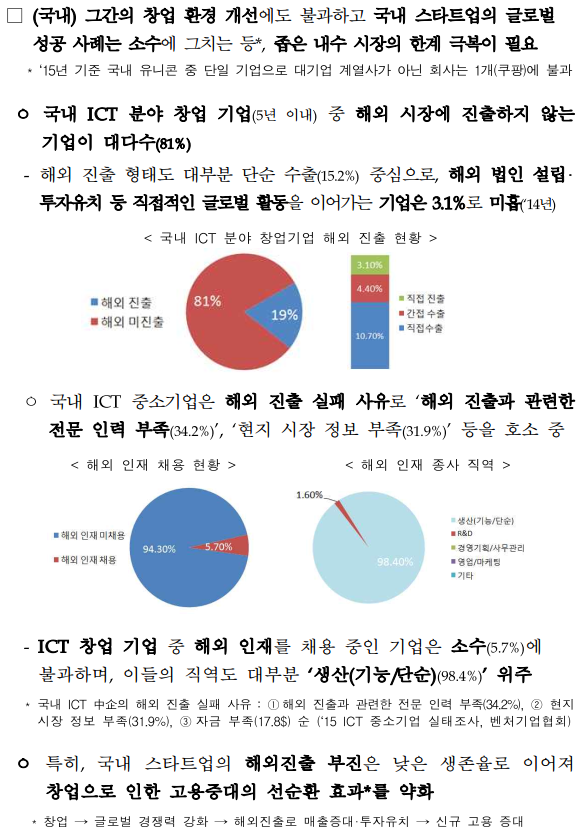 □ (국내) 그간의 창업 환경 개선에도 불과하고 국내 스타트업의 글로벌
성공 사례는 소수에 그치는 등*, 좁은 내수 시장의 한계 극복이 필요
* ‘15년 기준 국내 유니콘 중 단일 기업으로 대기업 계열사가 아닌 회사는 1개(쿠팡)에 불과
ㅇ 국내 ICT 분야 창업 기업(5년 이내) 중 해외 시장에 진출하지 않는
기업이 대다수(81%)
- 해외 진출 형태도 대부분 단순 수출(15.2%) 중심으로, 해외 법인 설립·
투자유치 등 직접적인 글로벌 활동을 이어가는 기업은 3.1%로 미흡(‘14년)
< 국내 ICT 분야 창업기업 해외 진출 현황 >
해외 진출
해외 미진출
81%
19%
3.10%
4.40%
10.70%
직접 진출
간접 수출
직접수출
ㅇ 국내 ICT 중소기업은 해외 진출 실패 사유로 ‘해외 진출과 관련한
전문 인력 부족(34.2%)’, ‘현지 시장 정보 부족(31.9%)’ 등을 호소 중
< 해외 인재 채용 현황 >
해외 인재 미채용
해외 인재 채용
94.30%
5.70%
< 해외 인재 종사 직역 >
1.60%
98.40%
생산(기능/단순)
R&D
경영기획/사무관리
영업/마케팅
기타
- ICT 창업 기업 중 해외 인재를 채용 중인 기업은 소수(5.7%)에
불과하며, 이들의 직역도 대부분 ‘생산(기능/단순)(98.4%)’ 위주
* 국내 ICT 中企의 해외 진출 실패 사유 : ①해외 진출과 관련한 전문 인력 부족(34.2%), ② 현지
시장 정보 부족(31.9%), ③자금 부족(17.8$) 순 (‘15 ICT 중소기업 실태조사, 벤처기업협회)
ㅇ 특히, 국내 스타트업의 해외진출 부진은 낮은 생존율로 이어져
창업으로 인한 고용증대의 선순환 효과*를 약화
* 창업 → 글로벌 경쟁력 강화 → 해외진출로 매출증대·투자유치 → 신규 고용 증대